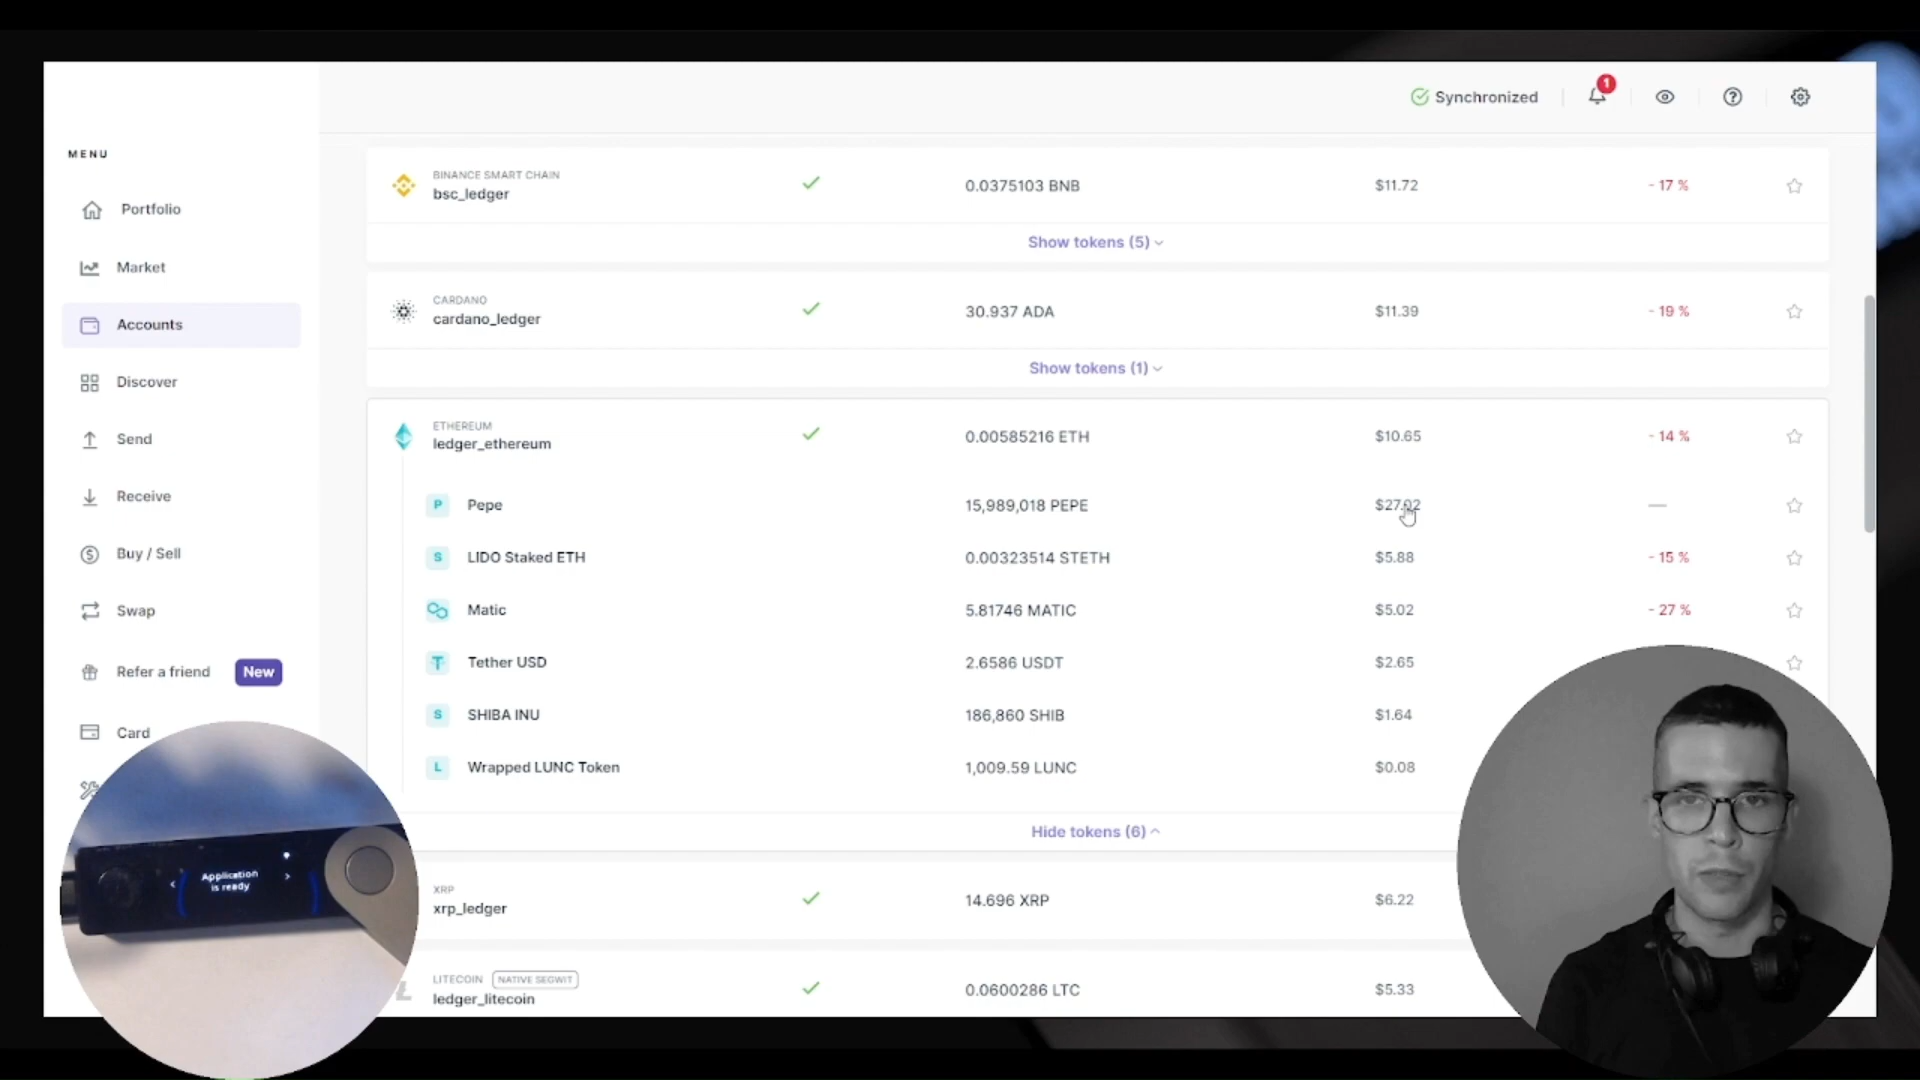 Synchronized
1
MENU
Portfolio
Market
Accounts
Discover
Send
Receive
Buy / Sell
Swap
Refer a friend New
Card
BINANCE SMART CHAIN
bsc_ledger 0.0375103 BNB $11.72 - 17 %
Show tokens (5)
CARDANO
cardano_ledger 30.937 ADA $11.39 - 19 %
Show tokens (1)
ETHEREUM
ledger_ethereum 0.00585216 ETH $10.65 - 14 %
P Pepe 15,989,018 PEPE $27.02 —
S LIDO Staked ETH 0.00323514 STETH $5.88 - 15 %
Matic 5.81746 MATIC $5.02 - 27 %
Tether USD 2.6586 USDT $2.65
S SHIBA INU 186,860 SHIB $1.64
L Wrapped LUNC Token 1,009.59 LUNC $0.08
Hide tokens (6)
XRP
xrp_ledger 14.696 XRP $6.22
LITECOIN NATIVE SEGWIT
ledger_litecoin 0.0600286 LTC $5.33
Application
is ready